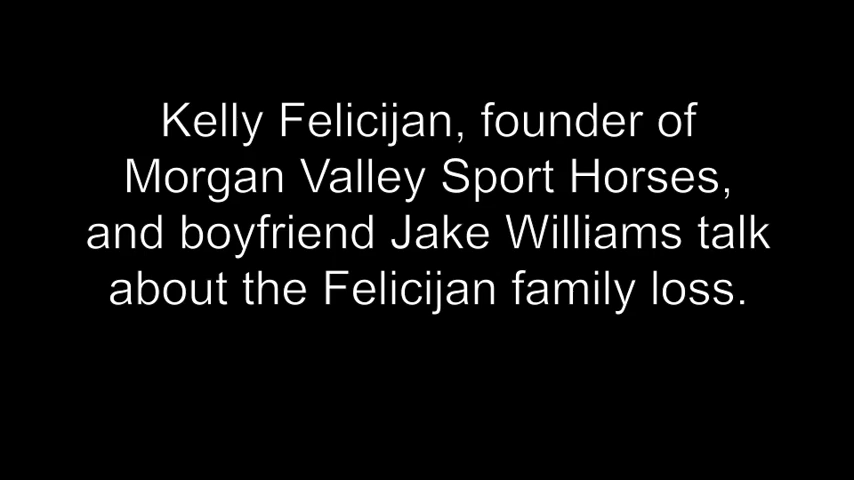 Kelly Felicijan, founder of
Morgan Valley Sport Horses,
and boyfriend Jake Williams talk
about the Felicijan family loss.